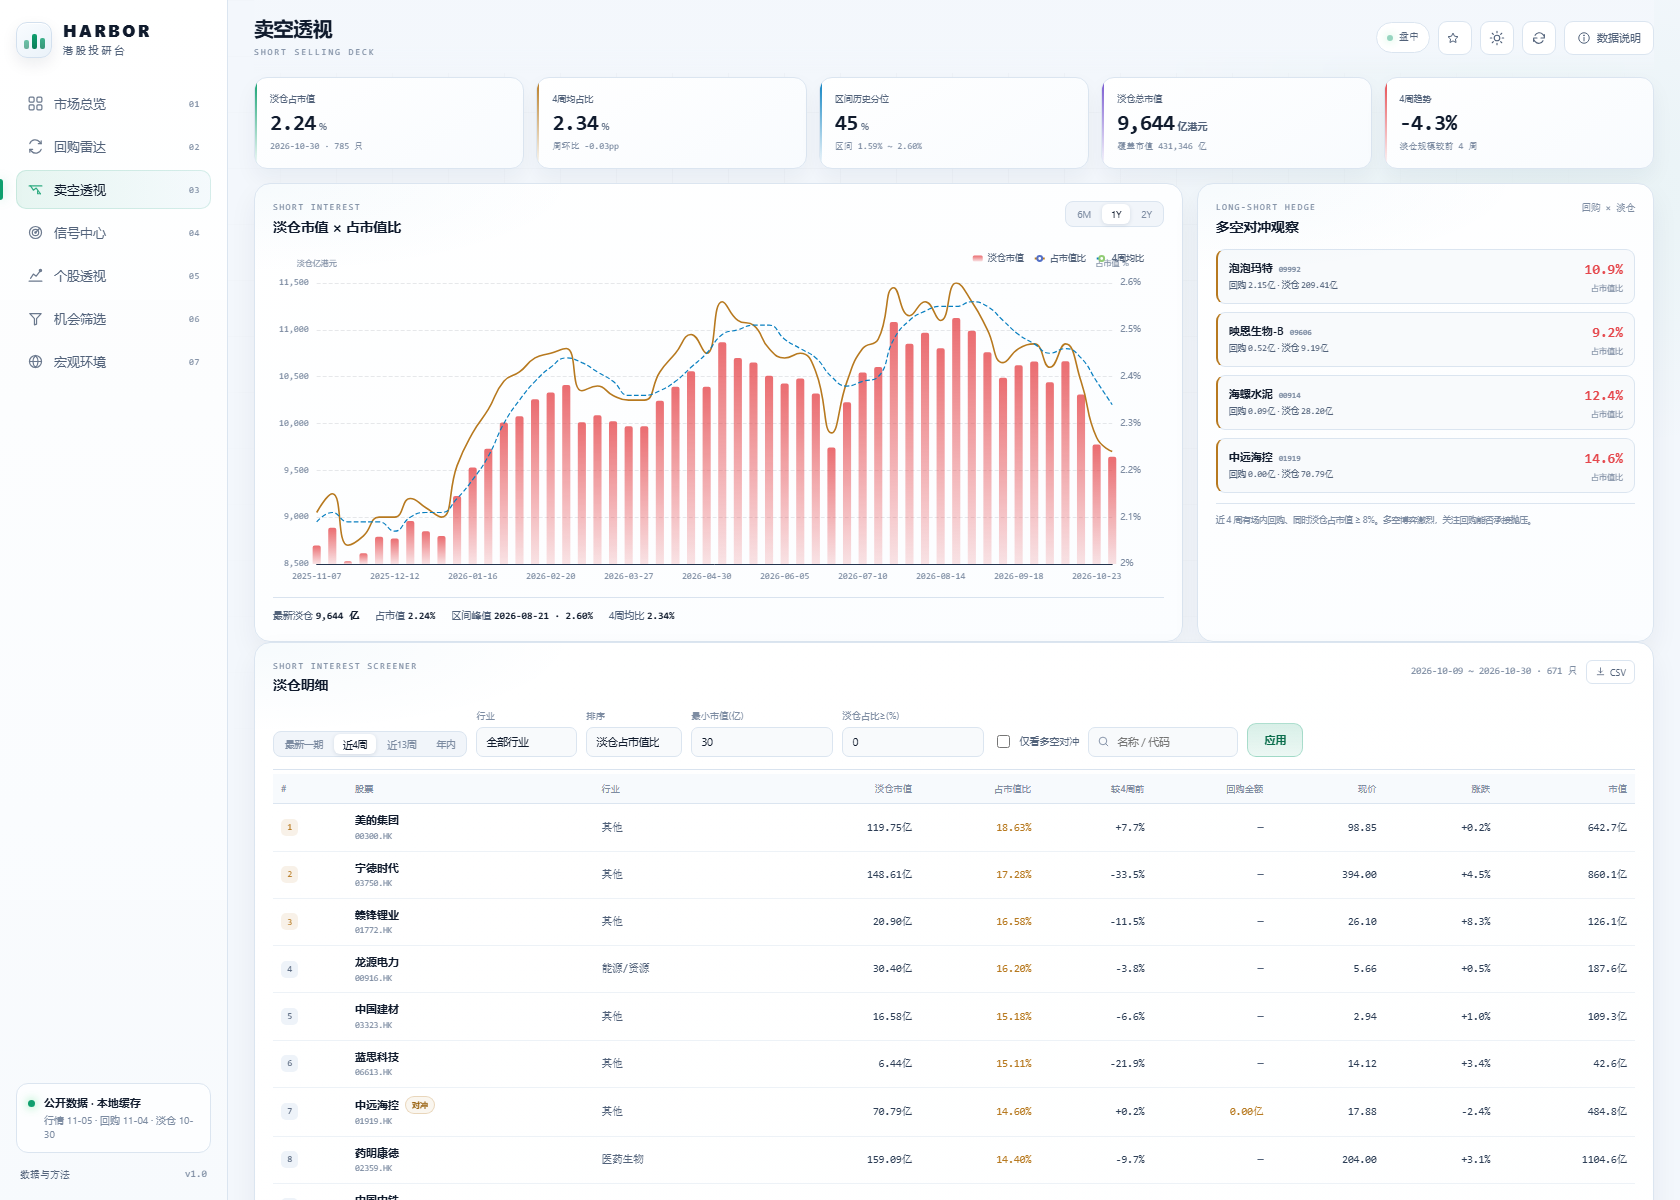 HARBOR
港股投研台
市场总览 01
回购雷达 02
卖空透视 03
信号中心 04
个股透视 05
机会筛选 06
宏观环境 07
公开数据 · 本地缓存
行情 11-05 · 回购 11-04 · 淡仓 10-
30
数据与方法 v1.0
卖空透视
SHORT SELLING DECK
盘中
数据说明
淡仓占市值
2.24 %
2026-10-30 · 785 只
4周均占比
2.34 %
周环比 -0.03pp
区间历史分位
45 %
区间 1.59% ~ 2.60%
淡仓总市值
9,644 亿港元
覆盖市值 431,346 亿
4周趋势
-4.3%
淡仓规模较前 4 周
SHORT INTEREST
淡仓市值 × 占市值比
6M 1Y 2Y
淡仓市值 占市值比 4周均比
淡仓亿港元 占市值 %
11,500 2.6%
11,000 2.5%
10,500 2.4%
10,000 2.3%
9,500 2.2%
9,000 2.1%
8,500 2%
2025-11-07 2025-12-12 2026-01-16 2026-02-20 2026-03-27 2026-04-30 2026-06-05 2026-07-10 2026-08-14 2026-09-18 2026-10-23
最新淡仓 9,644 亿 占市值 2.24% 区间峰值 2026-08-21 · 2.60% 4周均比 2.34%
LONG-SHORT HEDGE
回购 × 淡仓
多空对冲观察
泡泡玛特 09992 10.9%
回购 2.15亿 · 淡仓 209.41亿 占市值比
映恩生物-B 09606 9.2%
回购 0.52亿 · 淡仓 9.19亿 占市值比
海螺水泥 00914 12.4%
回购 0.09亿 · 淡仓 28.20亿 占市值比
中远海控 01919 14.6%
回购 0.00亿 · 淡仓 70.79亿 占市值比
近 4 周有场内回购、同时淡仓占市值 ≥ 8%。多空博弈激烈，关注回购能否承接抛压。
SHORT INTEREST SCREENER
淡仓明细
2026-10-09 ~ 2026-10-30 · 671 只 CSV
行业 排序 最小市值(亿) 淡仓占比≥(%)
最新一期 近4周 近13周 年内 全部行业 淡仓占市值比 30 0 仅看多空对冲 名称 / 代码 应用
# 股票 行业 淡仓市值 占市值比 较4周前 回购金额 现价 涨跌 市值
1 美的集团 00300.HK 其他 119.75亿 18.63% +7.7% — 98.85 +0.2% 642.7亿
2 宁德时代 03750.HK 其他 148.61亿 17.28% -33.5% — 394.00 +4.5% 860.1亿
3 赣锋锂业 01772.HK 其他 20.90亿 16.58% -11.5% — 26.10 +8.3% 126.1亿
4 龙源电力 00916.HK 能源/资源 30.40亿 16.20% -3.8% — 5.66 +0.5% 187.6亿
5 中国建材 03323.HK 其他 16.58亿 15.18% -6.6% — 2.94 +1.0% 109.3亿
6 蓝思科技 06613.HK 其他 6.44亿 15.11% -21.9% — 14.12 +3.4% 42.6亿
7 中远海控 对冲 01919.HK 其他 70.79亿 14.60% +0.2% 0.00亿 17.88 -2.4% 484.8亿
8 药明康德 02359.HK 医药生物 159.09亿 14.40% -9.7% — 204.00 +3.1% 1104.6亿